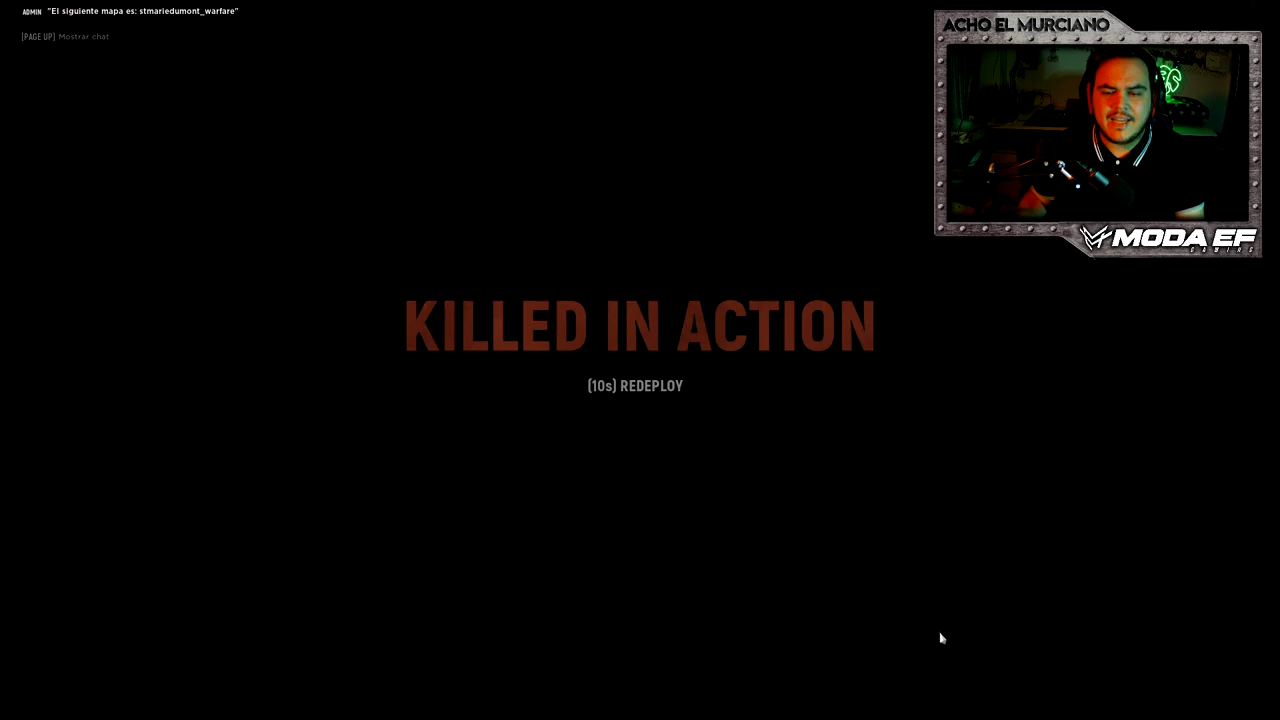 ADMIN "El siguiente mapa es: stmariedumont_warfare"
[PAGE UP] Mostrar chat
ACHO EL MURCIANO
MODA EF
GAMING
KILLED IN ACTION
(10s) REDEPLOY